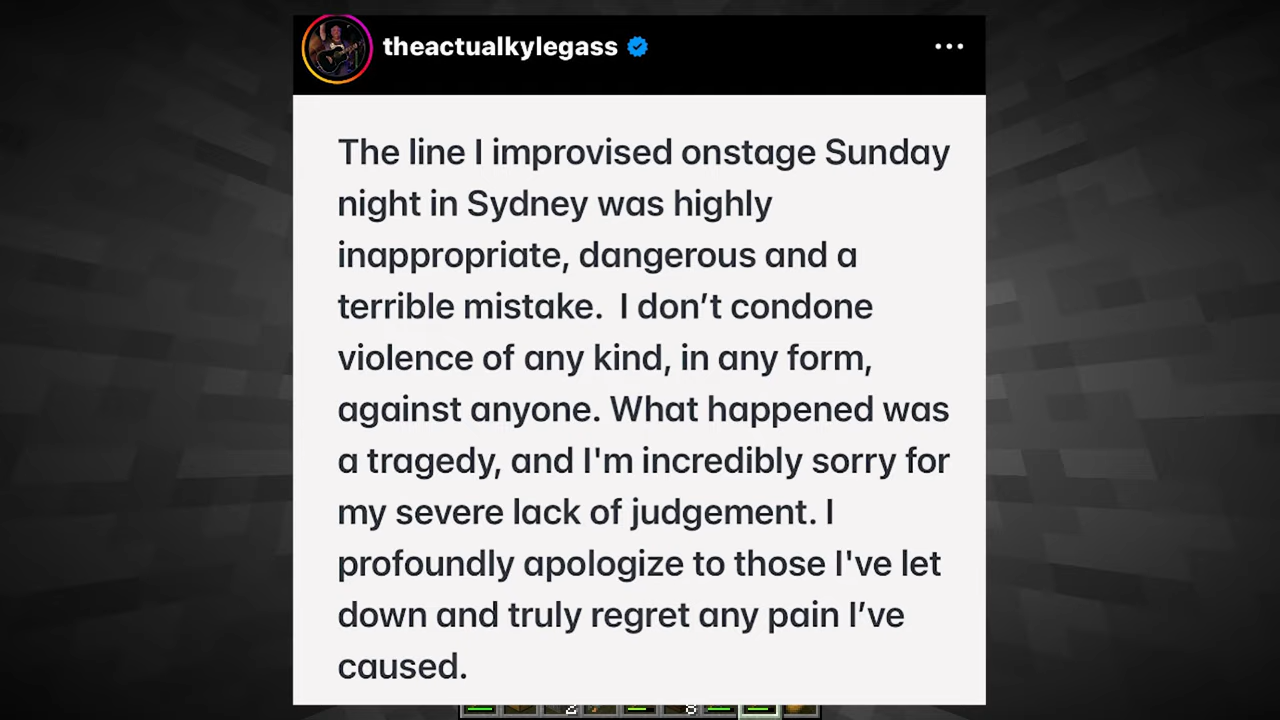 theactualkylegass
The line I improvised onstage Sunday
night in Sydney was highly
inappropriate, dangerous and a
terrible mistake.  I don’t condone
violence of any kind, in any form,
against anyone. What happened was
a tragedy, and I'm incredibly sorry for
my severe lack of judgement. I
profoundly apologize to those I've let
down and truly regret any pain I’ve
caused.
2 8